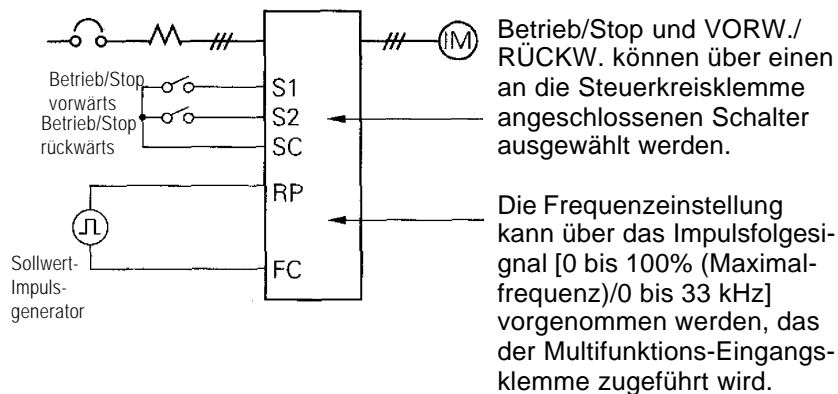 IM
Betrieb/Stop
vorwärts
Betrieb/Stop
rückwärts
S1
S2
SC
RP
FC
Sollwert-
Impuls-
generator
Betrieb/Stop und VORW./
RÜCKW. können über einen
an die Steuerkreisklemme
angeschlossenen Schalter
ausgewählt werden.
Die Frequenzeinstellung
kann über das Impulsfolgesi-
gnal [0 bis 100% (Maximal-
frequenz)/0 bis 33 kHz]
vorgenommen werden, das
der Multifunktions-Eingangs-
klemme zugeführt wird.